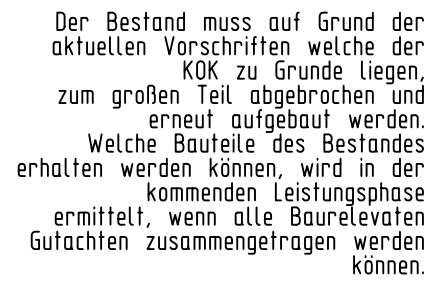 Der Bestand muss auf Grund der
aktuellen Vorschriften welche der
KOK zu Grunde liegen,
zum großen Teil abgebrochen und
erneut aufgebaut werden.
Welche Bauteile des Bestandes
erhalten werden können, wird in der
kommenden Leistungsphase
ermittelt, wenn alle Baurelevaten
Gutachten zusammengetragen werden
können.